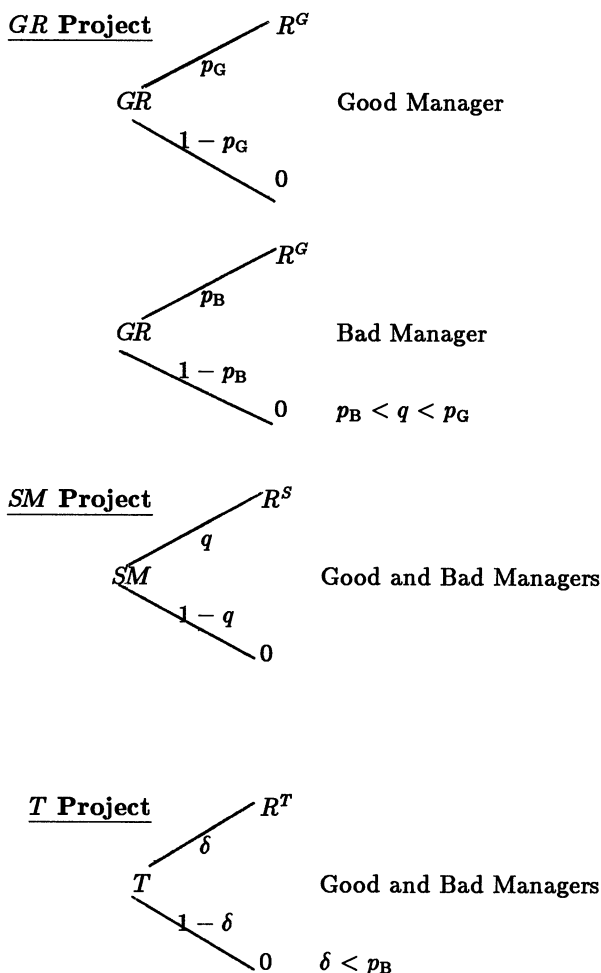 GR Project
R^G
p_G
GR
Good Manager
1 − p_G
0
R^G
p_B
GR
Bad Manager
1 − p_B
0
p_B < q < p_G
SM Project
R^S
q
SM
Good and Bad Managers
1 − q
0
T Project
R^T
δ
T
Good and Bad Managers
1 − δ
0
δ < p_B